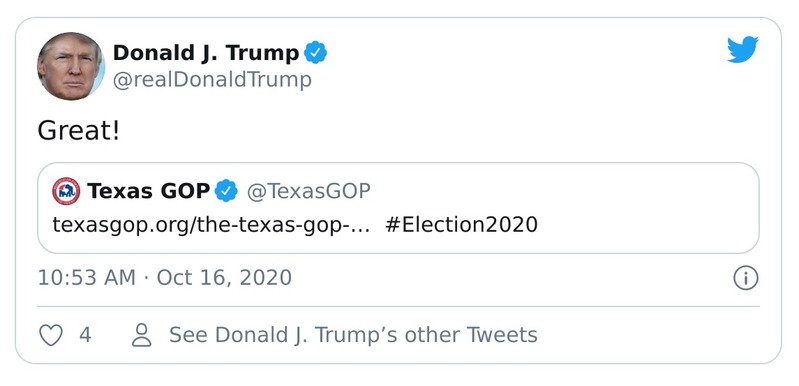 Donald J. Trump
@realDonaldTrump
Great!
Texas GOP @TexasGOP
texasgop.org/the-texas-gop-… #Election2020
10:53 AM · Oct 16, 2020
4 See Donald J. Trump’s other Tweets